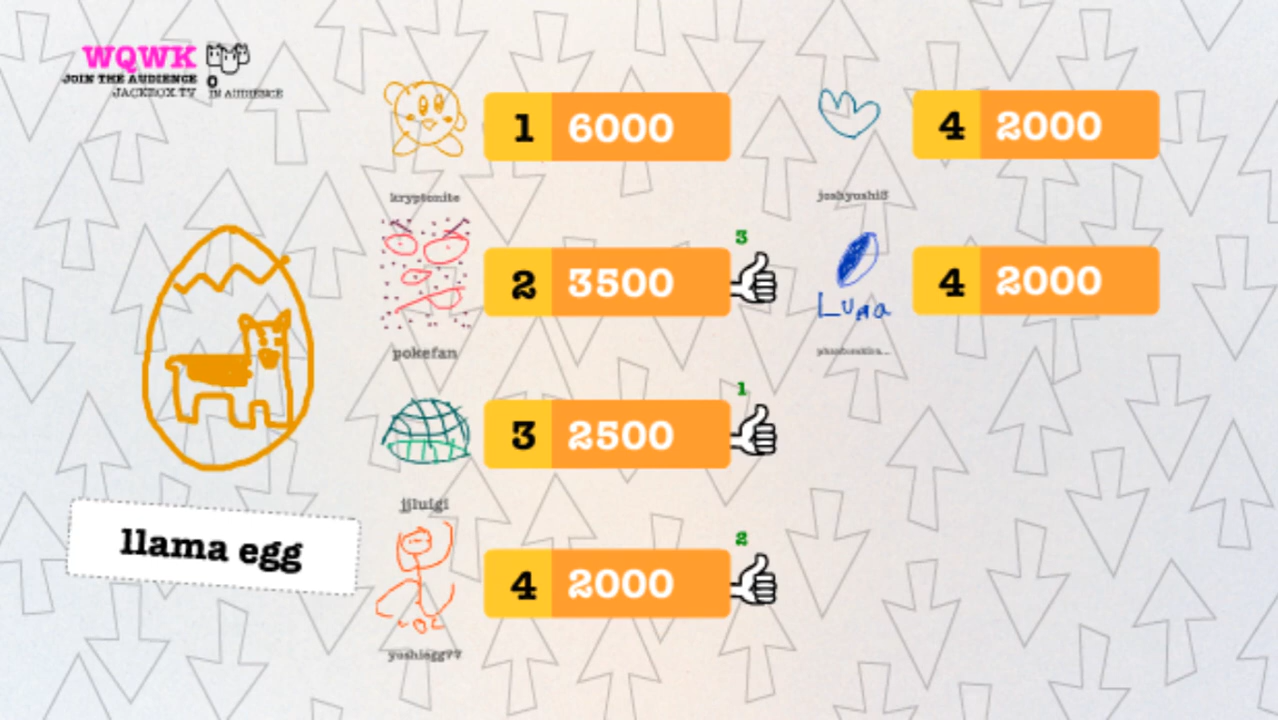 WQWK
JOIN THE AUDIENCE
JACKBOX.TV
0
IN AUDIENCE
1 6000
kryptonite
2 3500
3
pokefan
3 2500
1
jjluigi
4 2000
2
yoshiegg77
4 2000
joshyoshi8
4 2000
Luma
llama egg